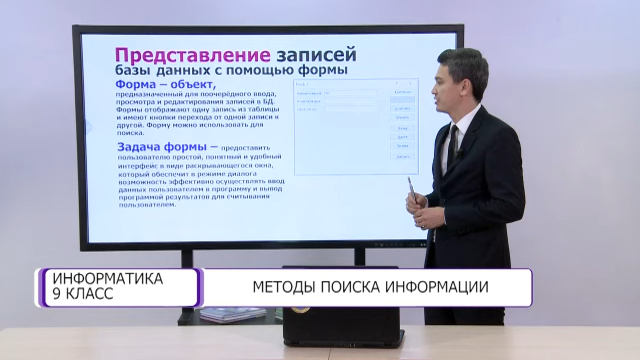 Представление записей
базы данных с помощью формы
Форма – объект,
предназначенный для поочерёдного ввода,
просмотра и редактирования записей в БД.
Формы отображают одну запись из таблицы
и имеют кнопки перехода от одной записи к
другой. Форму можно использовать для
поиска.
Задача формы – предоставить
пользователю простой, понятный и удобный
интерфейс в виде раскрывающегося окна,
который обеспечит в режиме диалога
возможность эффективно осуществлять ввод
данных пользователем в программу и вывод
программой результатов для считывания
пользователем.
ИНФОРМАТИКА
9 КЛАСС
МЕТОДЫ ПОИСКА ИНФОРМАЦИИ